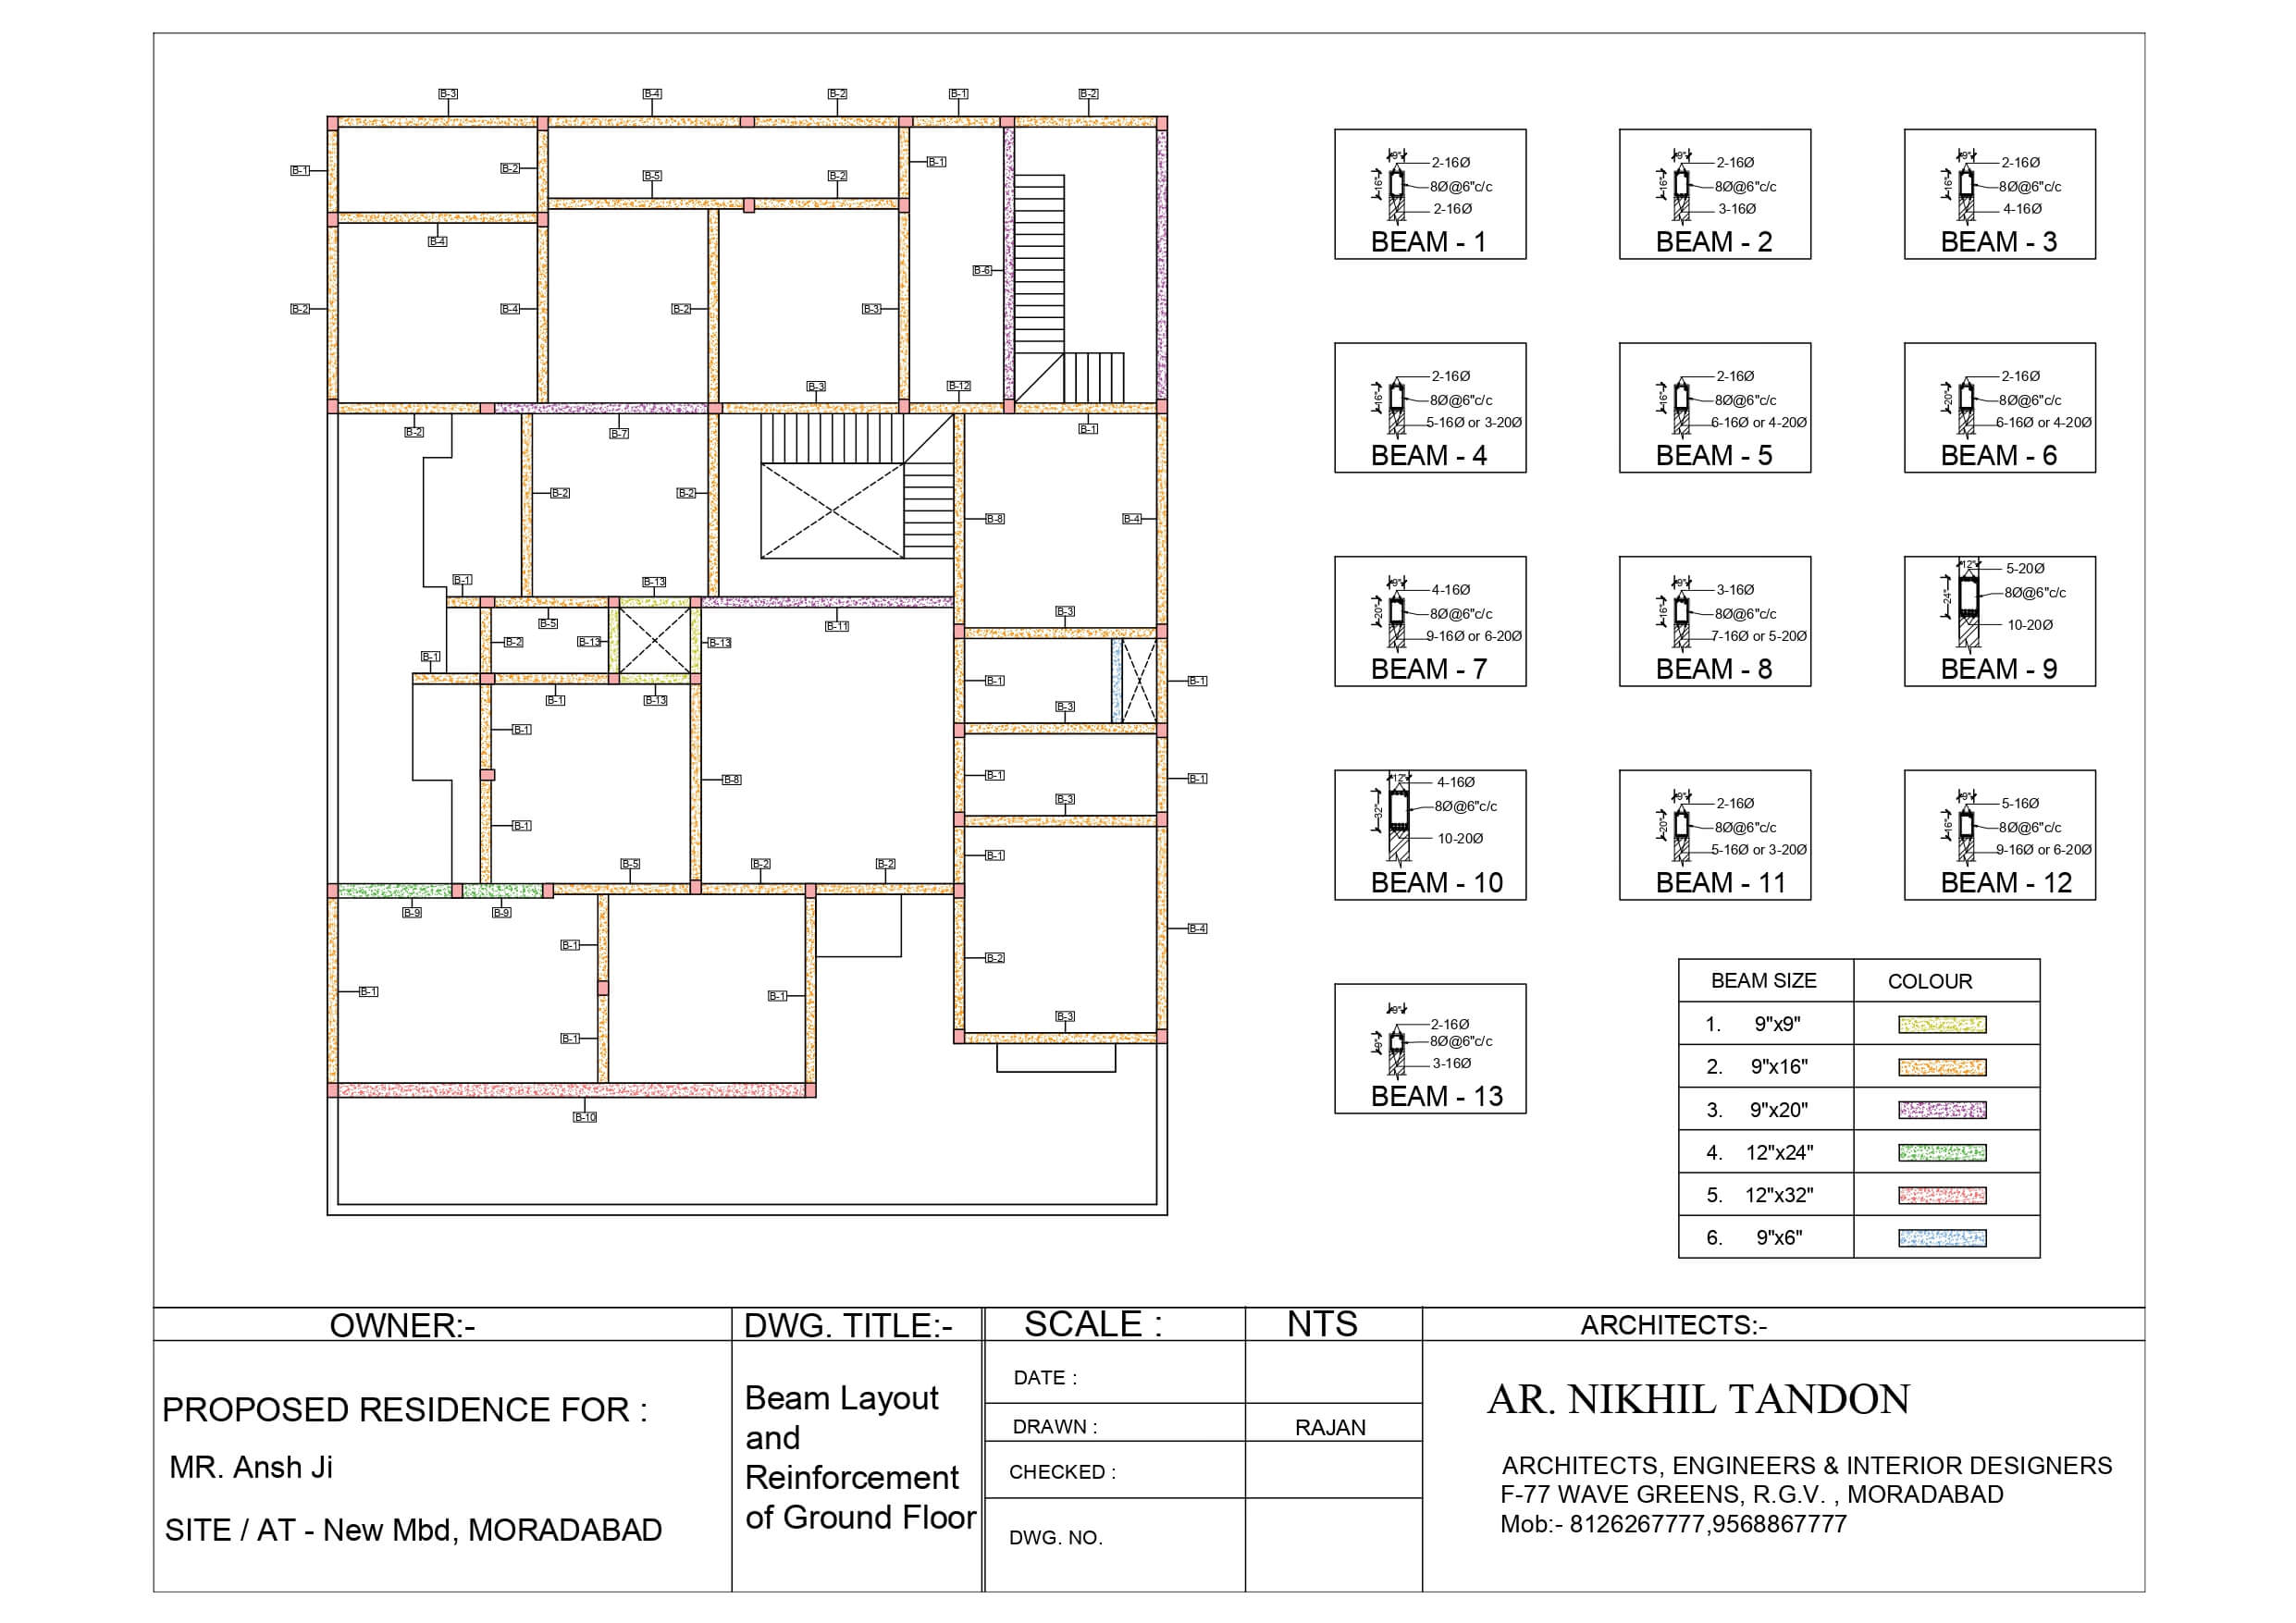 B-3
B-4
B-2
B-1
B-2
B-1
B-2
B-5
B-2
B-1
B-4
B-6
B-2
B-4
B-2
B-3
B-3
B-12
B-2
B-7
B-1
B-2
B-2
B-8
B-4
B-1
B-13
B-3
B-5
B-11
B-2
B-13
B-13
B-1
B-1
B-1
B-1
B-13
B-3
B-1
B-8
B-1
B-1
B-3
B-1
B-1
B-5
B-2
B-2
B-9
B-9
B-4
B-1
B-2
B-1
B-1
B-3
B-1
B-10
9"
16"
2-16Ø
8Ø@6"c/c
2-16Ø
BEAM - 1
9"
16"
2-16Ø
8Ø@6"c/c
3-16Ø
BEAM - 2
9"
16"
2-16Ø
8Ø@6"c/c
4-16Ø
BEAM - 3
16"
2-16Ø
8Ø@6"c/c
5-16Ø or 3-20Ø
BEAM - 4
16"
2-16Ø
8Ø@6"c/c
6-16Ø or 4-20Ø
BEAM - 5
20"
2-16Ø
8Ø@6"c/c
6-16Ø or 4-20Ø
BEAM - 6
9"
20"
4-16Ø
8Ø@6"c/c
9-16Ø or 6-20Ø
BEAM - 7
9"
16"
3-16Ø
8Ø@6"c/c
7-16Ø or 5-20Ø
BEAM - 8
12"
24"
5-20Ø
8Ø@6"c/c
10-20Ø
BEAM - 9
12"
32"
4-16Ø
8Ø@6"c/c
10-20Ø
BEAM - 10
9"
20"
2-16Ø
8Ø@6"c/c
5-16Ø or 3-20Ø
BEAM - 11
9"
16"
5-16Ø
8Ø@6"c/c
9-16Ø or 6-20Ø
BEAM - 12
9"
9"
2-16Ø
8Ø@6"c/c
3-16Ø
BEAM - 13
BEAM SIZE COLOUR
1. 9"x9"
2. 9"x16"
3. 9"x20"
4. 12"x24"
5. 12"x32"
6. 9"x6"
OWNER:-
PROPOSED RESIDENCE FOR :
MR. Ansh Ji
SITE / AT - New Mbd, MORADABAD
DWG. TITLE:-
Beam Layout
and
Reinforcement
of Ground Floor
SCALE : NTS
DATE :
DRAWN : RAJAN
CHECKED :
DWG. NO.
ARCHITECTS:-
AR. NIKHIL TANDON
ARCHITECTS, ENGINEERS & INTERIOR DESIGNERS
F-77 WAVE GREENS, R.G.V. , MORADABAD
Mob:- 8126267777,9568867777